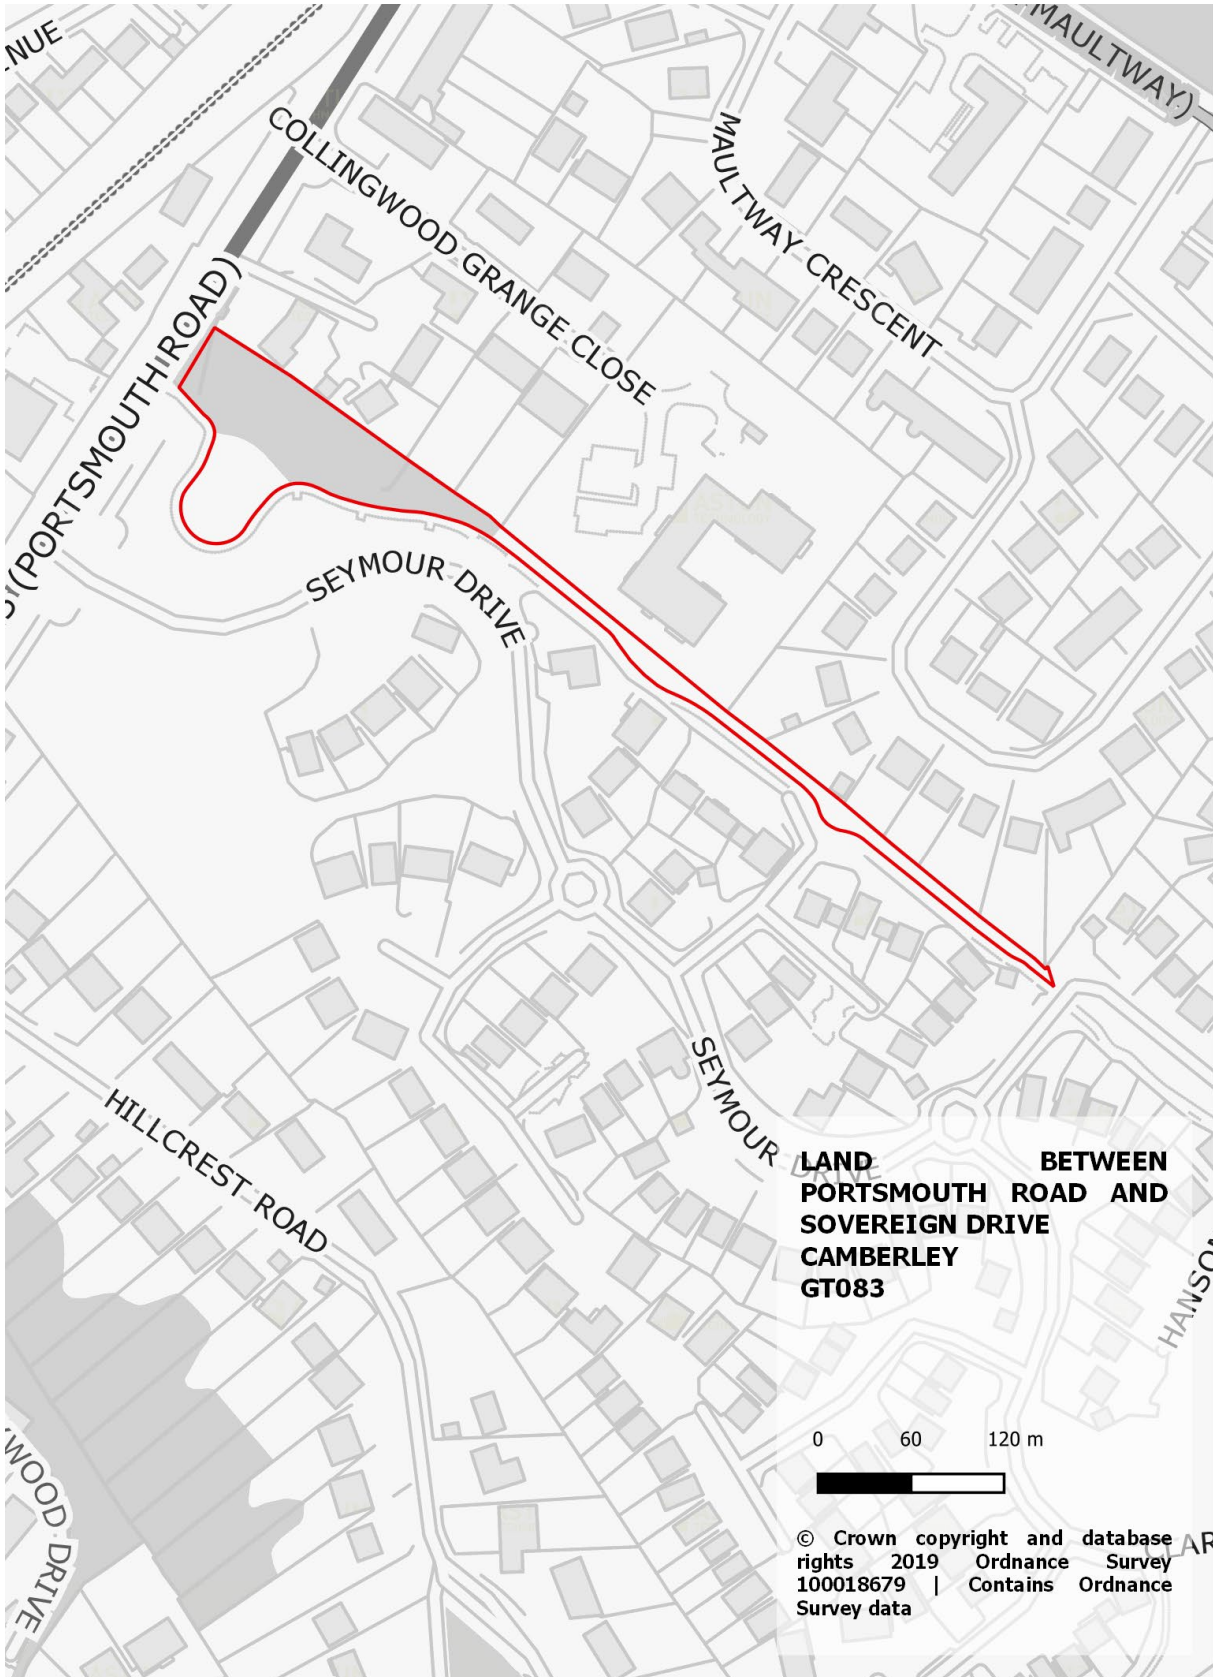 NUE
MAULTWAY)
COLLINGWOOD GRANGE CLOSE
MAULTWAY CRESCENT
(PORTSMOUTH ROAD)
SEYMOUR DRIVE
HILLCREST ROAD
SEYMOUR DRIVE
LAND BETWEEN
PORTSMOUTH ROAD AND
SOVEREIGN DRIVE
CAMBERLEY
GT083
HANSO
0 60 120 m
WOOD DRIVE
© Crown copyright and database
rights 2019 Ordnance Survey
100018679 | Contains Ordnance
Survey data
LAR